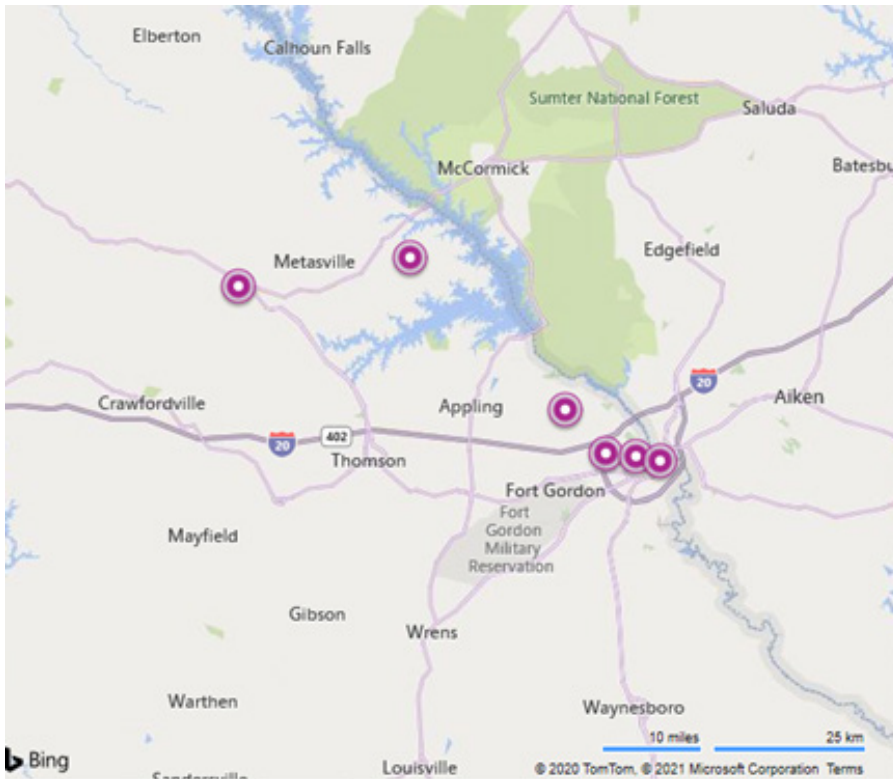 Elberton
Calhoun Falls
Sumter National Forest
Saluda
McCormick
Batesbu
Metasville
Edgefield
20
Crawfordville
Appling
Aiken
20
402
Thomson
Fort Gordon
Fort
Gordon
Military
Reservation
Mayfield
Gibson
Wrens
Warthen
Waynesboro
10 miles
25 km
Bing
Sandersville
Louisville
© 2020 TomTom, © 2021 Microsoft Corporation Terms